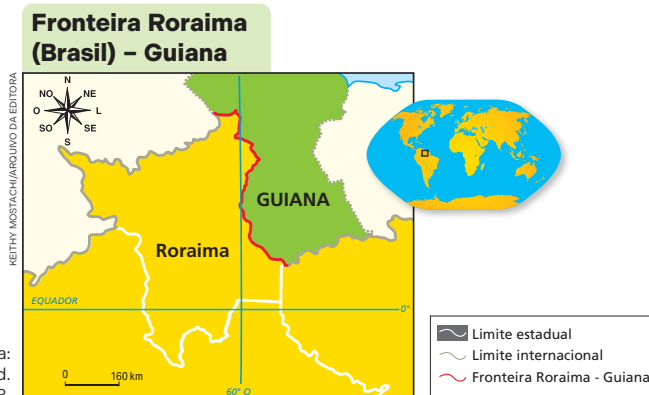 Fronteira Roraima
(Brasil) – Guiana
KEITHY MOSTACHI/ARQUIVO DA EDITORA
N
NO NE
O L
SO SE
S
GUIANA
Roraima
EQUADOR
0°
0 160 km
60° O
a:
d.
Limite estadual
Limite internacional
Fronteira Roraima - Guiana